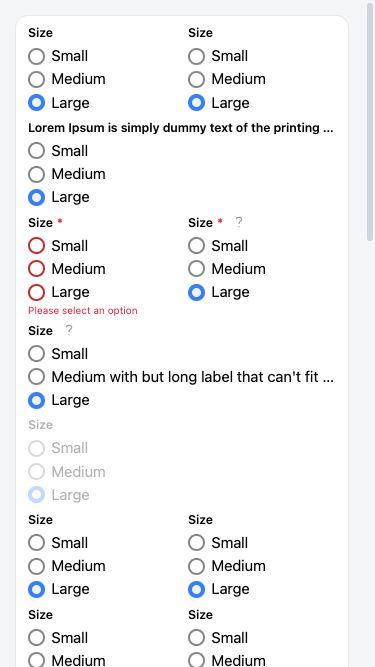 Size Size
Small Small
Medium Medium
Large Large
Lorem Ipsum is simply dummy text of the printing ...
Small
Medium
Large
Size * Size * ?
Small Small
Medium Medium
Large Large
Please select an option
Size ?
Small
Medium with but long label that can't fit ...
Large
Size
Small
Medium
Large
Size Size
Small Small
Medium Medium
Large Large
Size Size
Small Small
Medium Medium